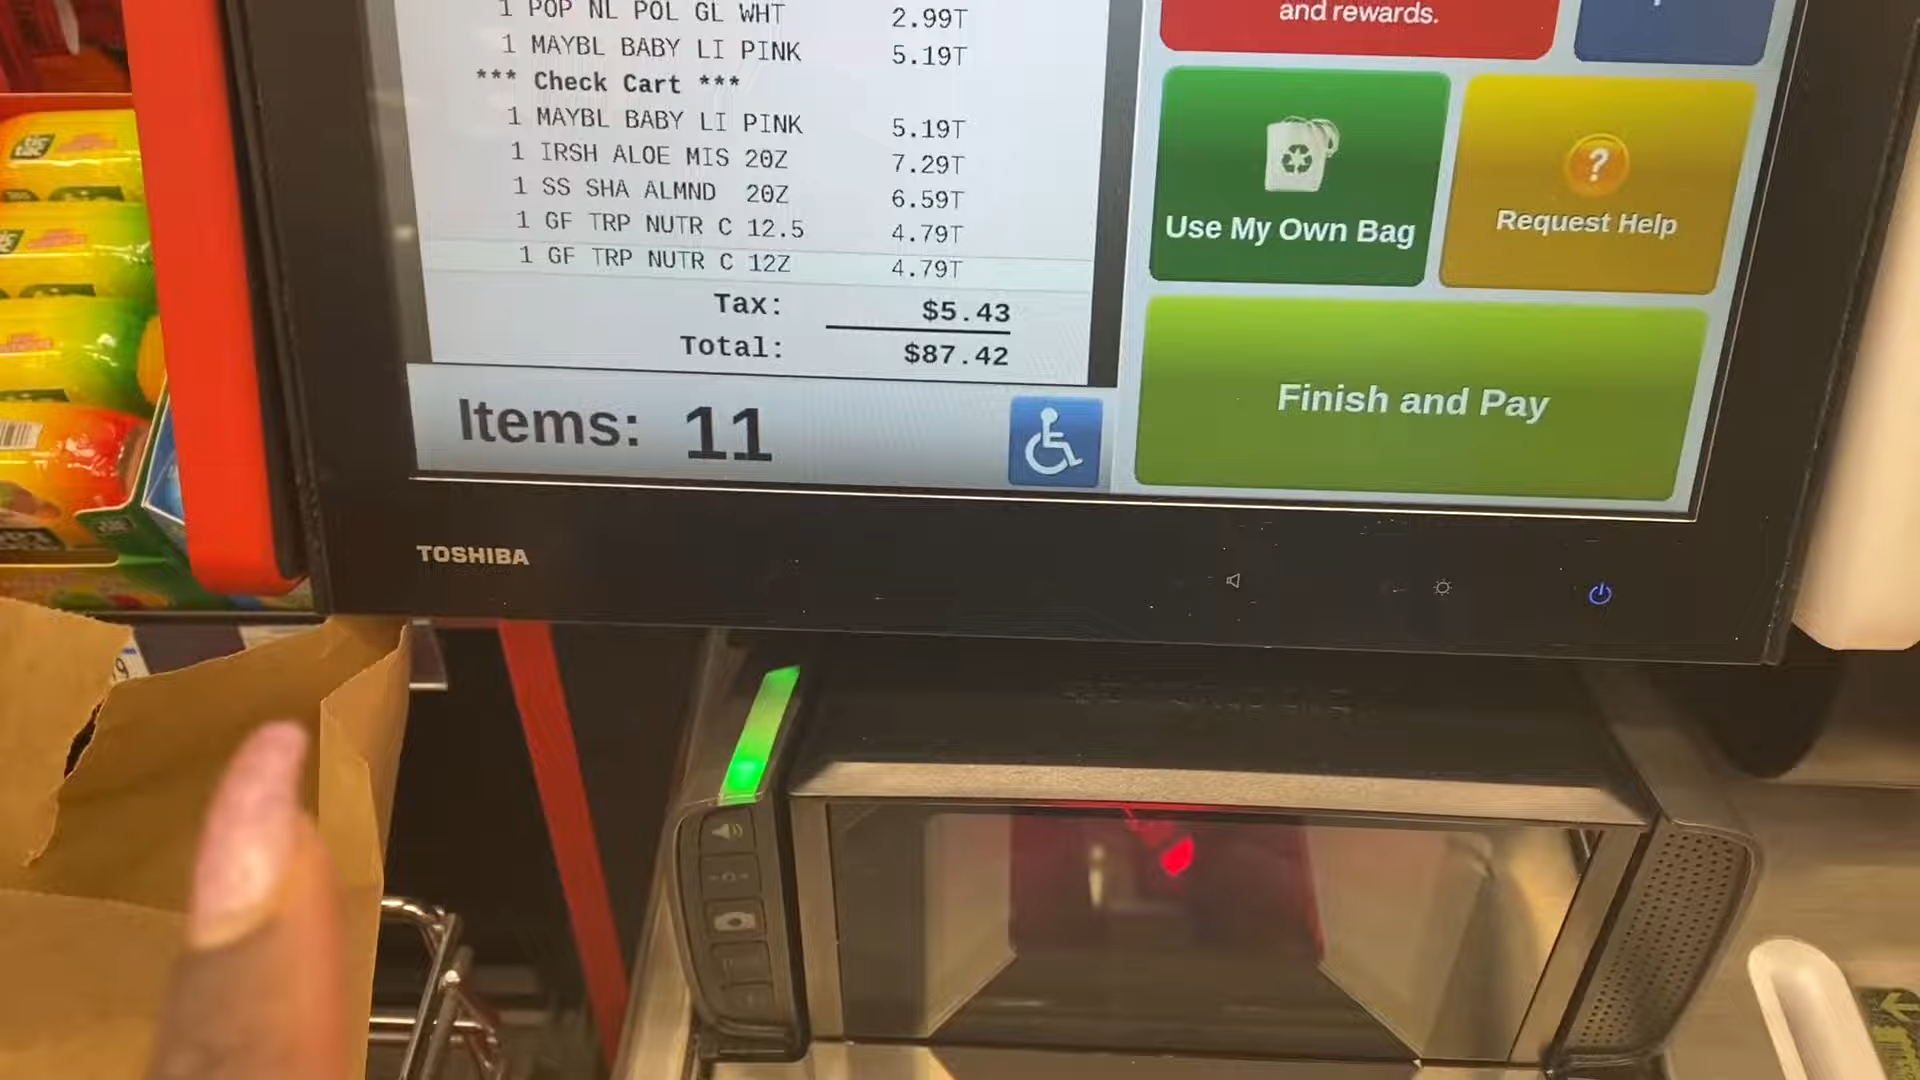 and rewards.
1 POP NL POL GL WHT 2.99T
1 MAYBL BABY LI PINK 5.19T
*** Check Cart ***
1 MAYBL BABY LI PINK 5.19T
1 IRSH ALOE MIS 20Z 7.29T
1 SS SHA ALMND 20Z 6.59T
1 GF TRP NUTR C 12.5 4.79T
1 GF TRP NUTR C 12Z 4.79T
Tax: $5.43
Total: $87.42
Items: 11
Use My Own Bag
?
Request Help
Finish and Pay
TOSHIBA